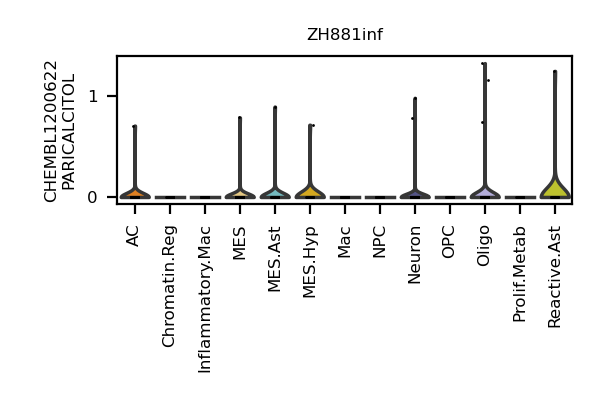 ZH881inf
CHEMBL1200622
PARICALCITOL
1
0
AC
Chromatin.Reg
Inflammatory.Mac
MES
MES.Ast
MES.Hyp
Mac
NPC
Neuron
OPC
Oligo
Prolif.Metab
Reactive.Ast